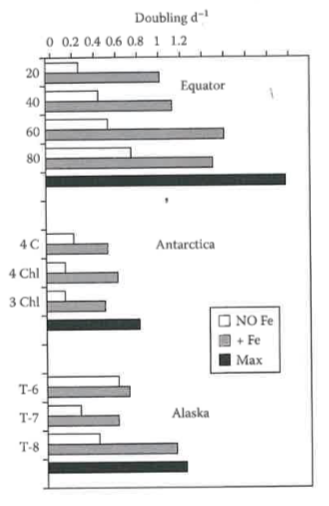 Doubling d⁻¹
0 0.2 0.4 0.6 0.8 1 1.2
20
Equator
40
60
80
4 C
Antarctica
4 Chl
3 Chl
NO Fe
+ Fe
Max
T-6
T-7
Alaska
T-8